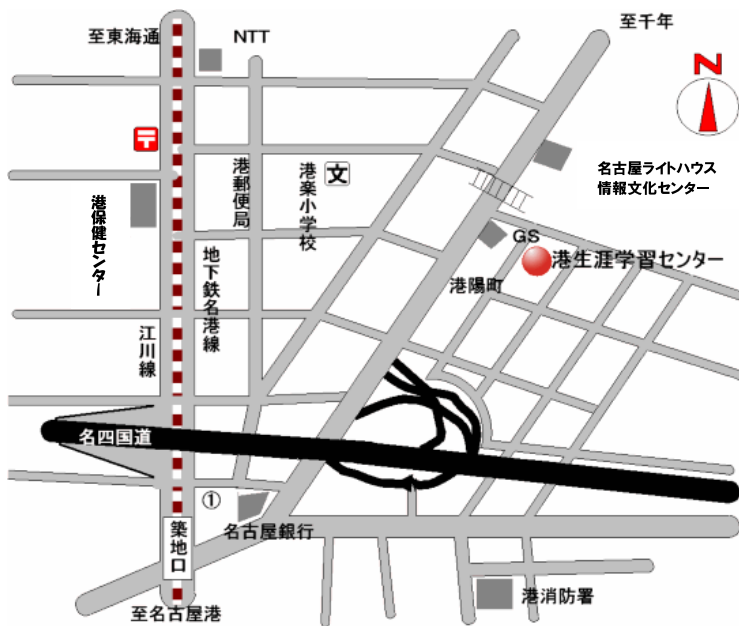 至東海通
NTT
至千年
N
〒
文
名古屋ライトハウス
情報文化センター
港保健センター
港郵便局
港楽小学校
地下鉄名港線
江川線
GS
港生涯学習センター
港陽町
名四国道
①
名古屋銀行
築地口
港消防署
至名古屋港